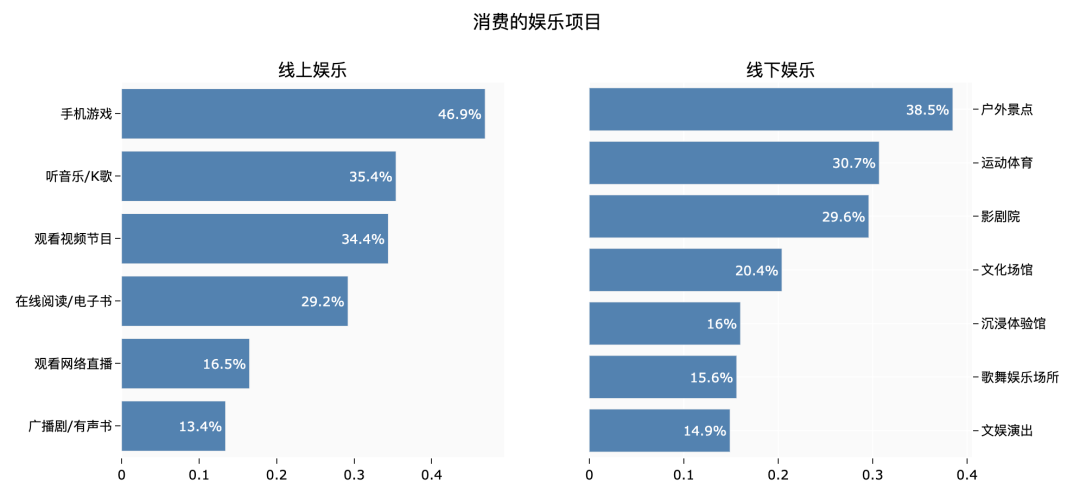 消费的娱乐项目
线上娱乐
手机游戏 46.9%
听音乐/K歌 35.4%
观看视频节目 34.4%
在线阅读/电子书 29.2%
观看网络直播 16.5%
广播剧/有声书 13.4%
0 0.1 0.2 0.3 0.4
线下娱乐
38.5% 户外景点
30.7% 运动体育
29.6% 影剧院
20.4% 文化场馆
16% 沉浸体验馆
15.6% 歌舞娱乐场所
14.9% 文娱演出
0 0.1 0.2 0.3 0.4